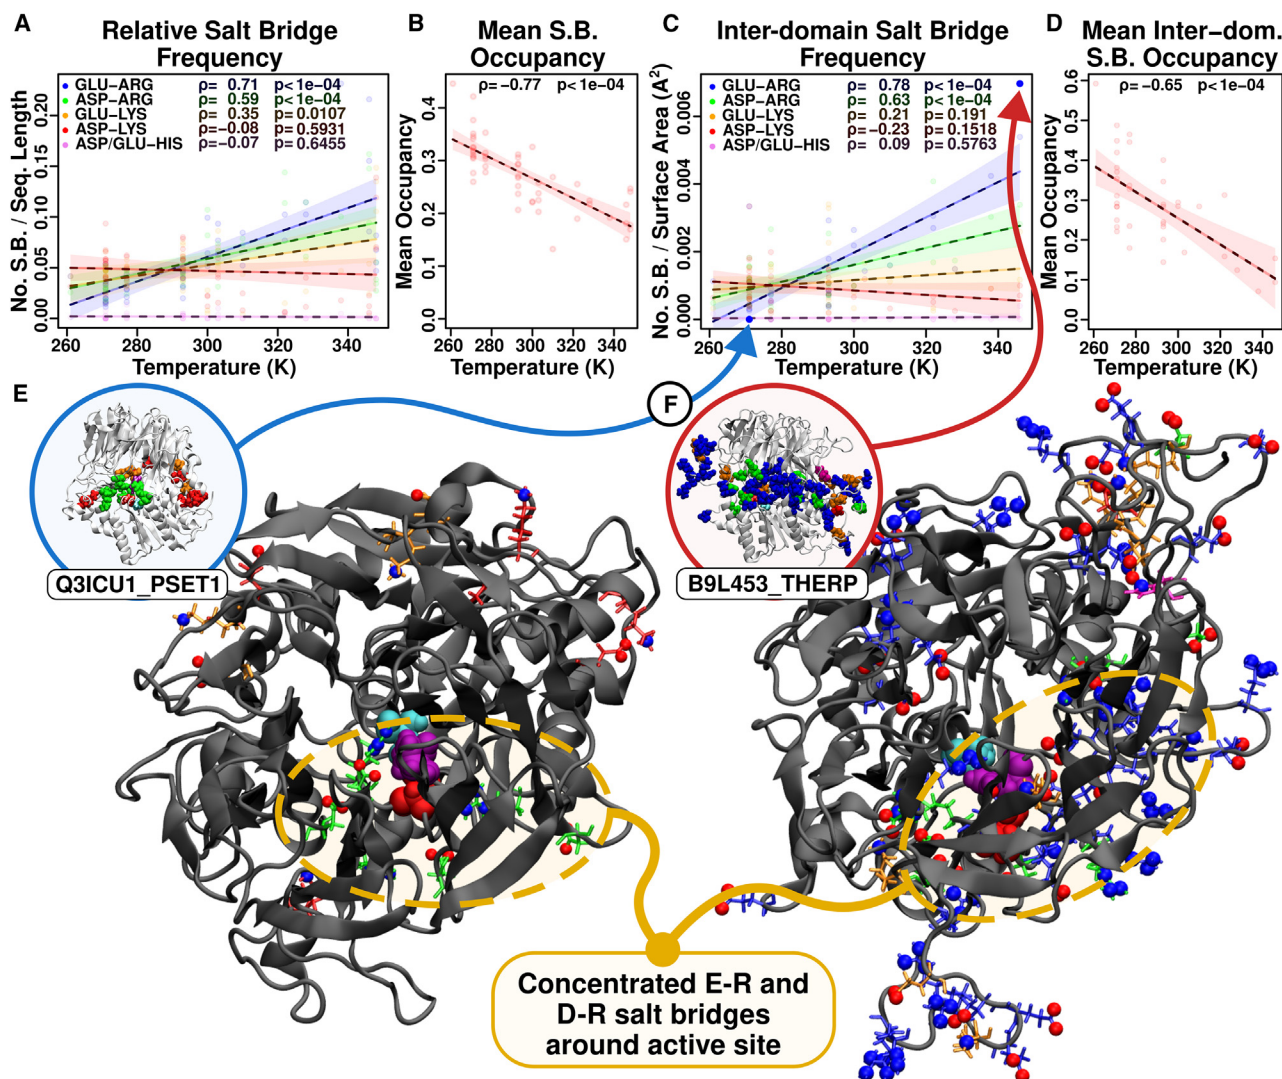 A
Relative Salt Bridge
Frequency
No. S.B. / Seq. Length
0.00
0.05
0.10
0.15
0.20
GLU-ARG ρ= 0.71 p<1e-04
ASP-ARG ρ= 0.59 p<1e-04
GLU-LYS ρ= 0.35 p=0.0107
ASP-LYS ρ=−0.08 p=0.5931
ASP/GLU-HIS ρ=−0.07 p=0.6455
260 280 300 320 340
Temperature (K)
B
Mean S.B.
Occupancy
Mean Occupancy
0.0
0.1
0.2
0.3
0.4
ρ=−0.77 p<1e-04
260 280 300 320 340
Temperature (K)
C
Inter-domain Salt Bridge
Frequency
No. S.B. / Surface Area (A²)
0.000
0.002
0.004
0.006
GLU-ARG ρ= 0.78 p<1e-04
ASP-ARG ρ= 0.63 p<1e-04
GLU-LYS ρ= 0.21 p=0.191
ASP-LYS ρ=−0.23 p=0.1518
ASP/GLU-HIS ρ= 0.09 p=0.5763
260 280 300 320 340
Temperature (K)
D
Mean Inter−dom.
S.B. Occupancy
Mean Occupancy
0.0
0.1
0.2
0.3
0.4
0.5
0.6
ρ=−0.65 p<1e−04
260 280 300 320 340
Temperature (K)
E
Q3ICU1_PSET1
F
B9L453_THERP
Concentrated E-R and
D-R salt bridges
around active site